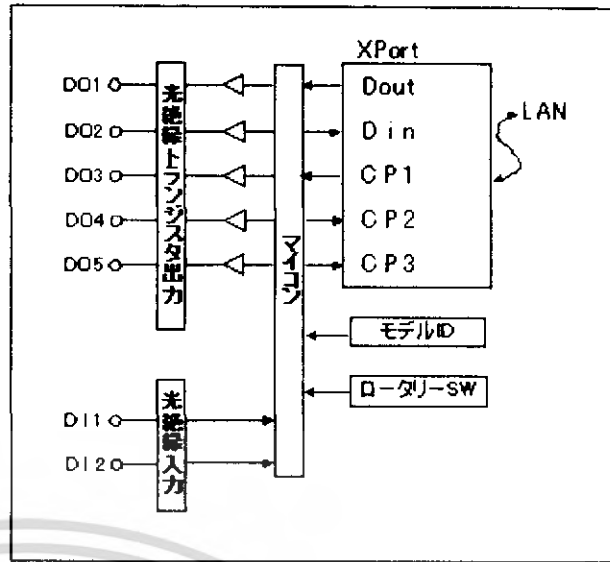 XPort
DO1
DO2
DO3
DO4
DO5
光絶縁トランジスタ出力
マイコン
Dout
Din
CP1
CP2
CP3
LAN
モデルID
ロータリーSW
DI1
DI2
光絶縁入力